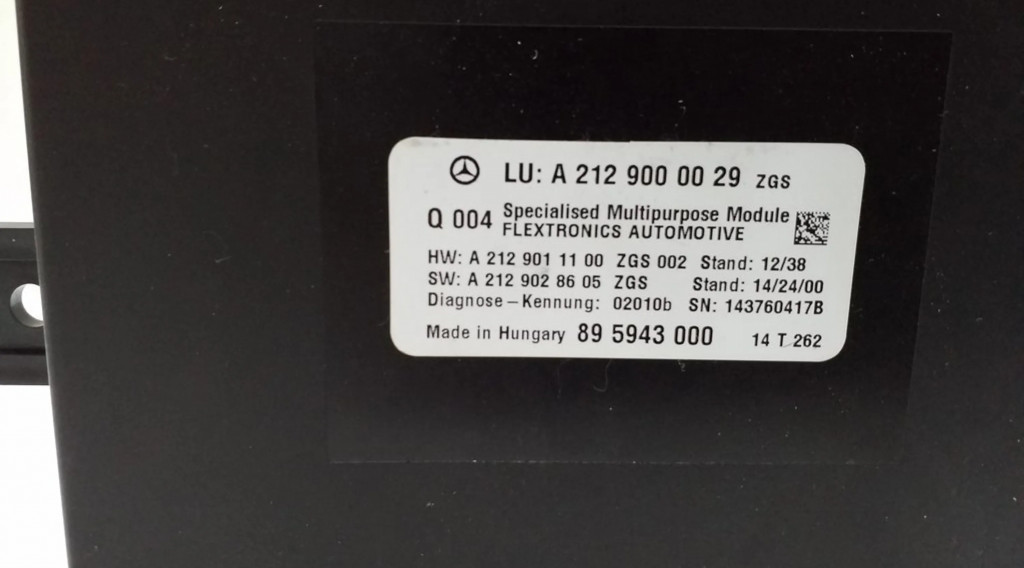 LU: A 212 900 00 29 ZGS
Q 004 Specialised Multipurpose Module
FLEXTRONICS AUTOMOTIVE
HW: A 212 901 11 00 ZGS 002 Stand: 12/38
SW: A 212 902 86 05 ZGS Stand: 14/24/00
Diagnose-Kennung: 02010b SN: 143760417B
Made in Hungary 89 5943 000 14 T 262